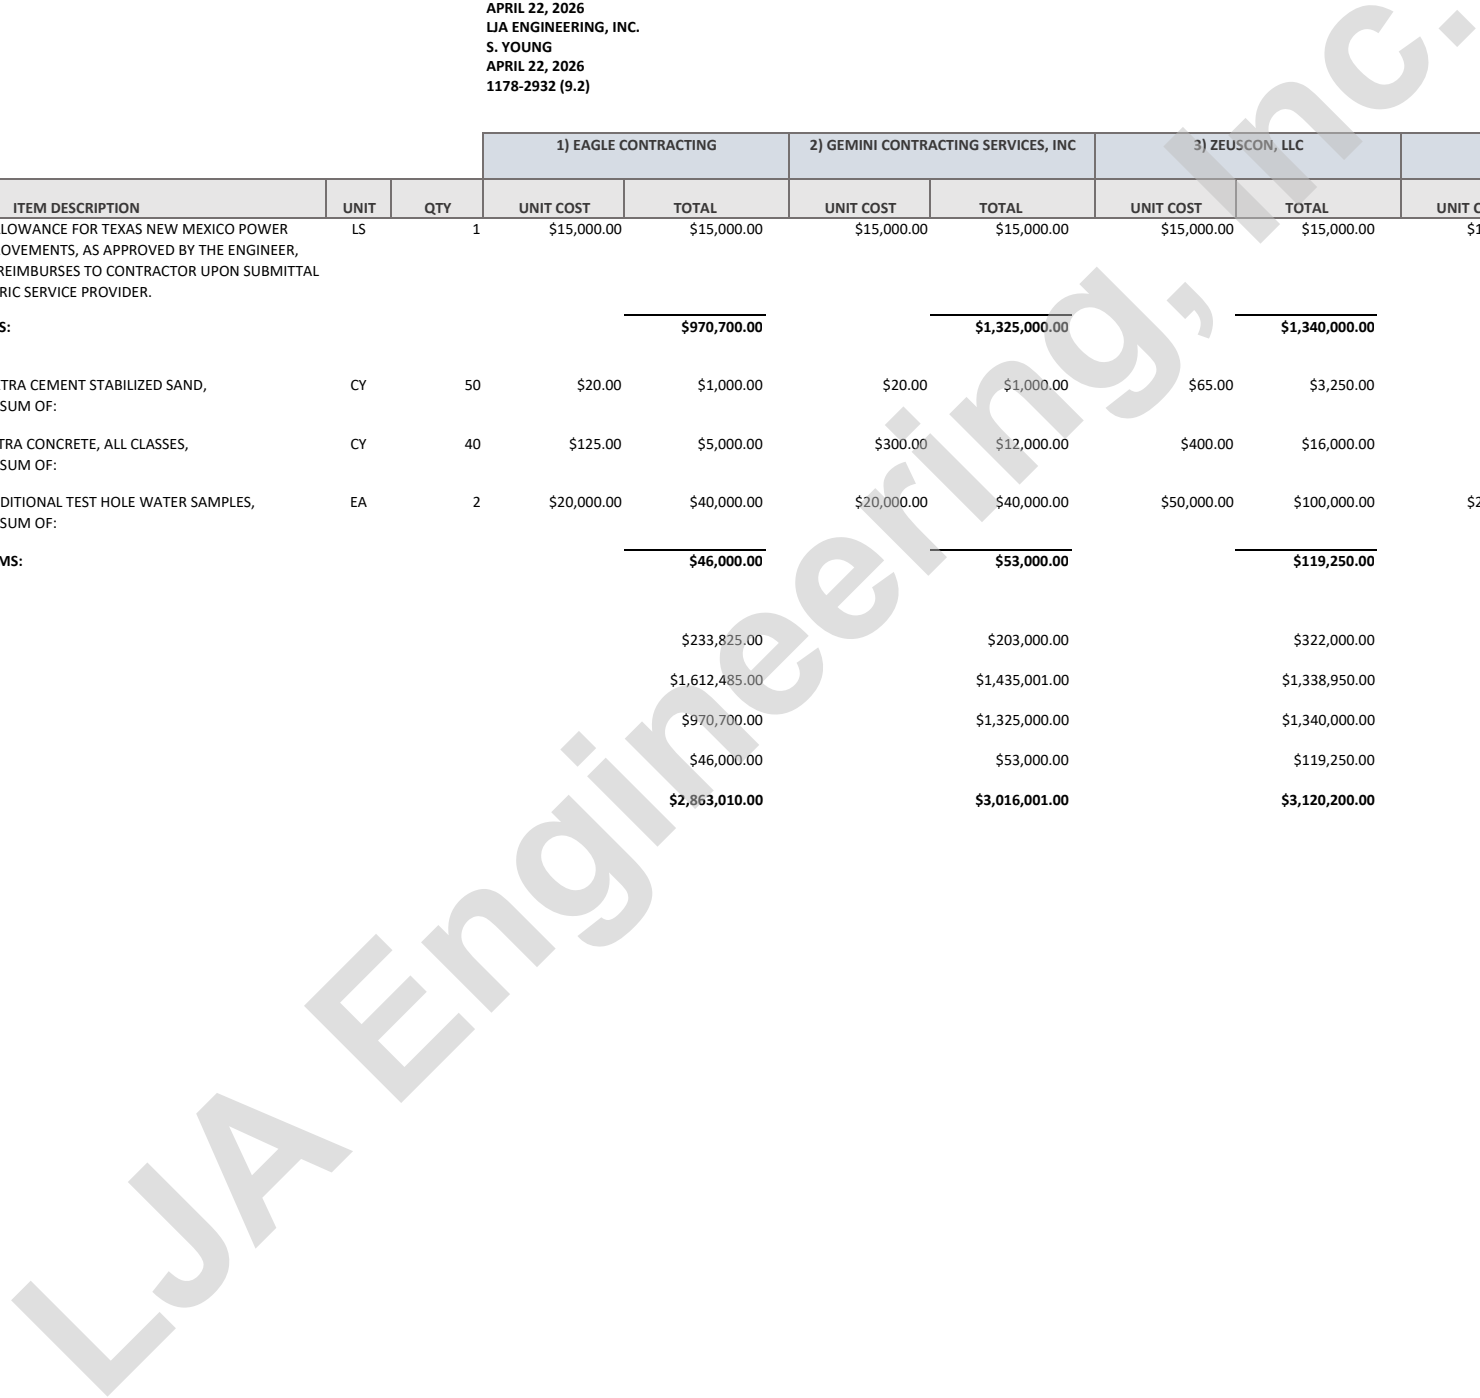 APRIL 22, 2026
LJA ENGINEERING, INC.
S. YOUNG
APRIL 22, 2026
1178-2932 (9.2)
1) EAGLE CONTRACTING 2) GEMINI CONTRACTING SERVICES, INC 3) ZEUSCON, LLC
ITEM DESCRIPTION UNIT QTY UNIT COST TOTAL UNIT COST TOTAL UNIT COST TOTAL UNIT C
LOWANCE FOR TEXAS NEW MEXICO POWER LS 1 $15,000.00 $15,000.00 $15,000.00 $15,000.00 $15,000.00 $15,000.00 $1
OVEMENTS, AS APPROVED BY THE ENGINEER,
REIMBURSES TO CONTRACTOR UPON SUBMITTAL
RIC SERVICE PROVIDER.
S: $970,700.00 $1,325,000.00 $1,340,000.00
TRA CEMENT STABILIZED SAND, CY 50 $20.00 $1,000.00 $20.00 $1,000.00 $65.00 $3,250.00
SUM OF:
TRA CONCRETE, ALL CLASSES, CY 40 $125.00 $5,000.00 $300.00 $12,000.00 $400.00 $16,000.00
SUM OF:
DITIONAL TEST HOLE WATER SAMPLES, EA 2 $20,000.00 $40,000.00 $20,000.00 $40,000.00 $50,000.00 $100,000.00 $2
SUM OF:
MS: $46,000.00 $53,000.00 $119,250.00
$233,825.00 $203,000.00 $322,000.00
$1,612,485.00 $1,435,001.00 $1,338,950.00
$970,700.00 $1,325,000.00 $1,340,000.00
$46,000.00 $53,000.00 $119,250.00
$2,863,010.00 $3,016,001.00 $3,120,200.00
LJA Engineering, Inc.